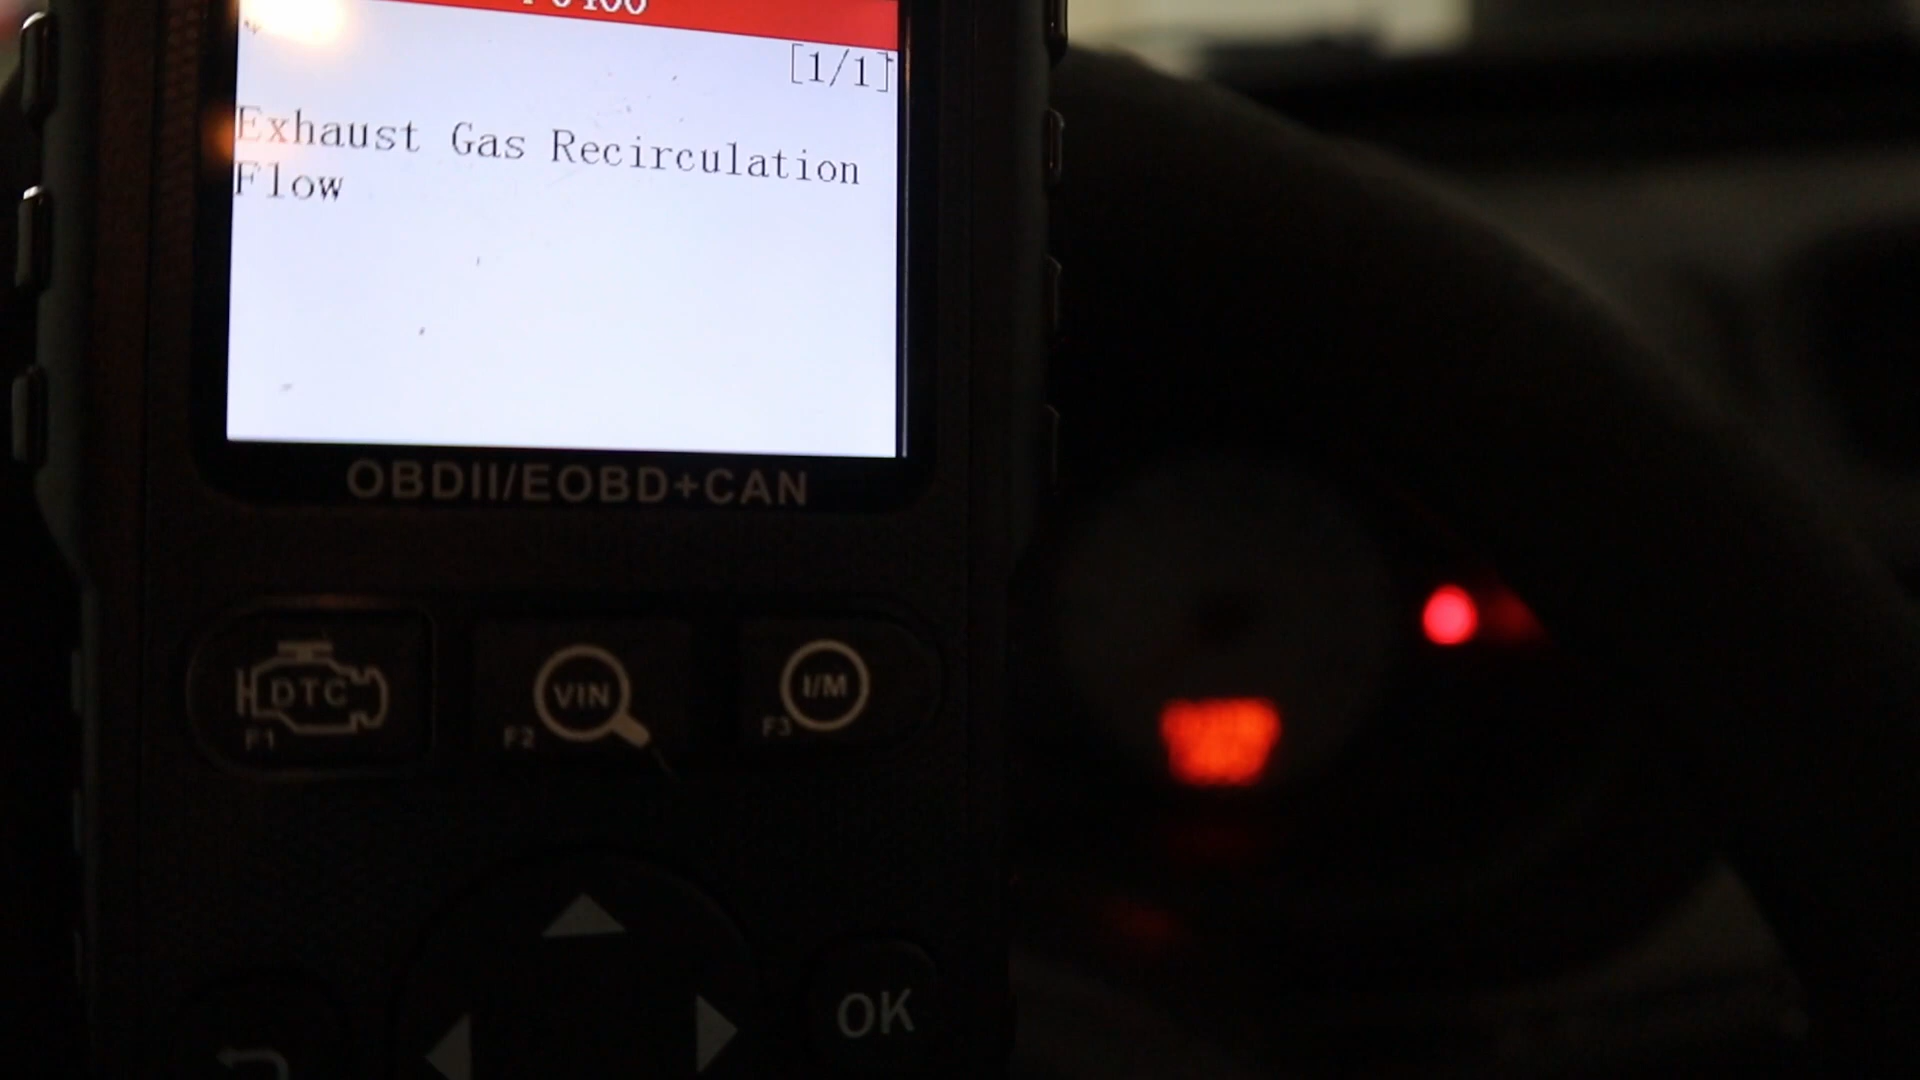 [1/1]
Exhaust Gas Recirculation
Flow
OBDII/EOBD+CAN
DTC
F1
VIN
F2
I/M
F3
OK